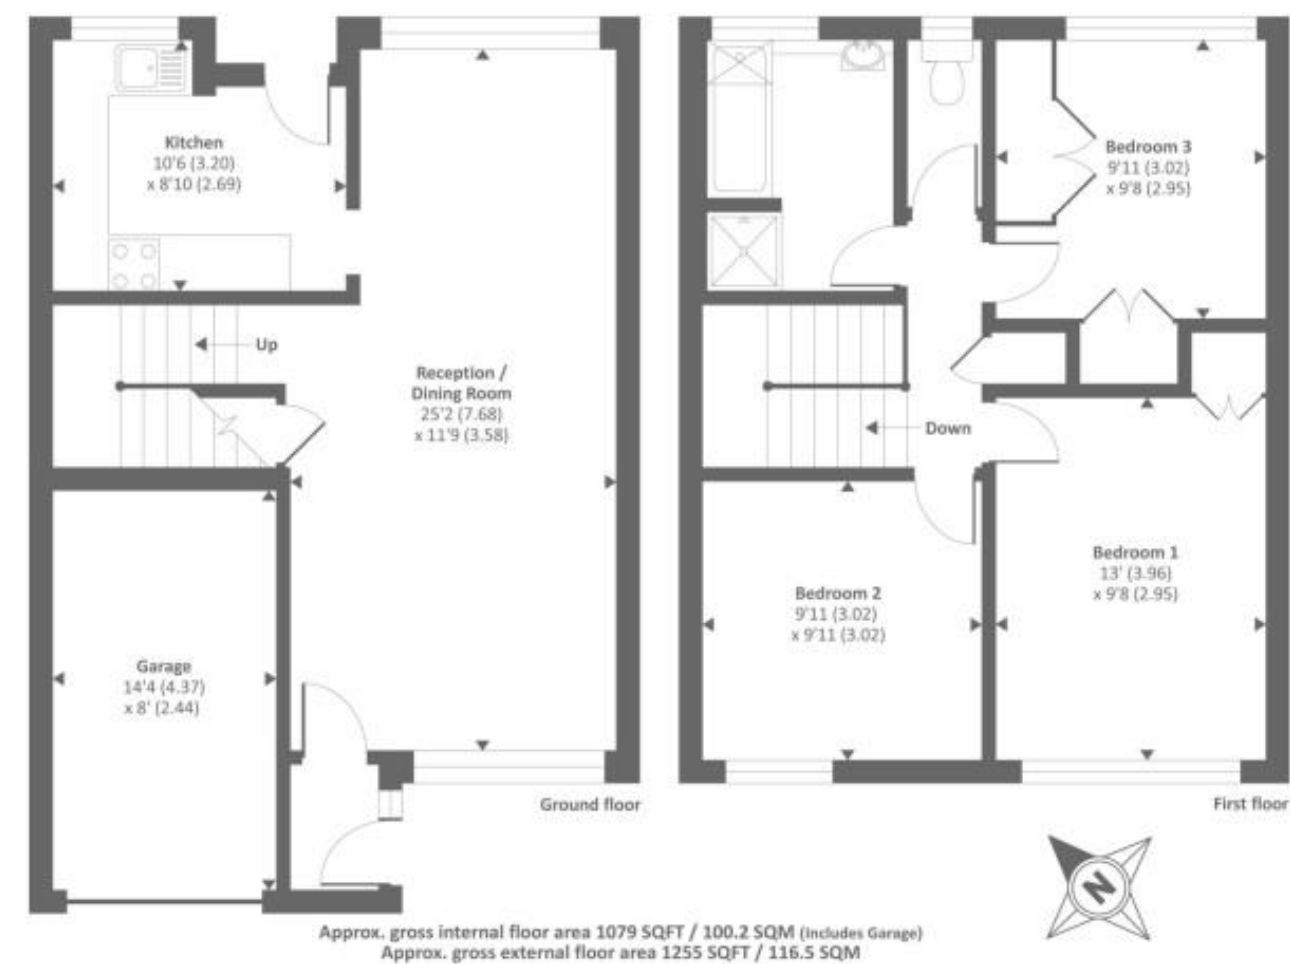 Kitchen
10'6 (3.20)
x 8'10 (2.69)
Up
Reception /
Dining Room
25'2 (7.68)
x 11'9 (3.58)
Garage
14'4 (4.37)
x 8' (2.44)
Ground floor
Bedroom 3
9'11 (3.02)
x 9'8 (2.95)
Down
Bedroom 2
9'11 (3.02)
x 9'11 (3.02)
Bedroom 1
13' (3.96)
x 9'8 (2.95)
First floor
N
Approx. gross internal floor area 1079 SQFT / 100.2 SQM (Includes Garage)
Approx. gross external floor area 1255 SQFT / 116.5 SQM